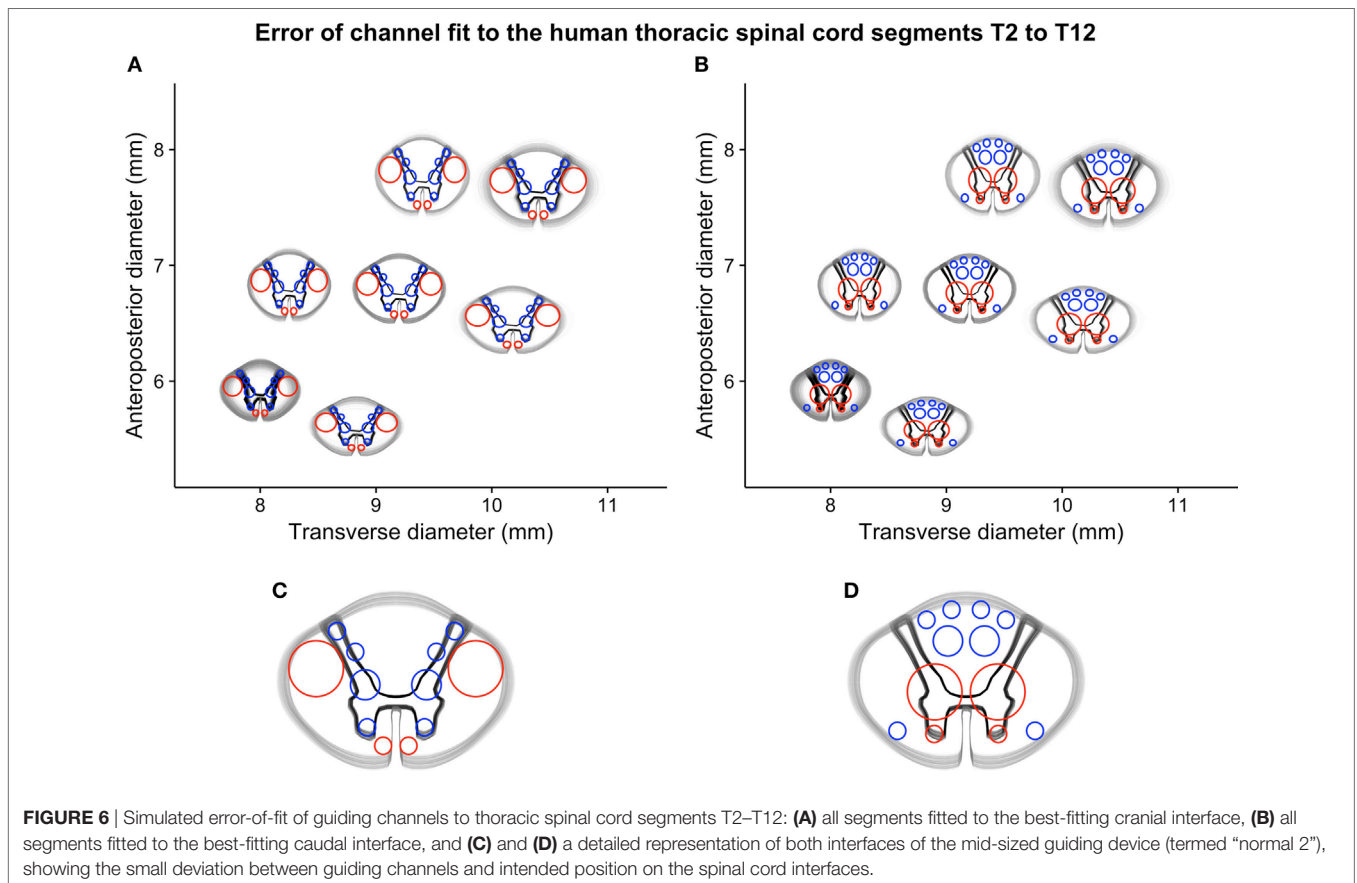 Error of channel fit to the human thoracic spinal cord segments T2 to T12
A
B
Anteroposterior diameter (mm)
8
7
6
8
9
10
11
Transverse diameter (mm)
Anteroposterior diameter (mm)
8
7
6
8
9
10
11
Transverse diameter (mm)
C
D
FIGURE 6 | Simulated error-of-fit of guiding channels to thoracic spinal cord segments T2–T12: (A) all segments fitted to the best-fitting cranial interface, (B) all
segments fitted to the best-fitting caudal interface, and (C) and (D) a detailed representation of both interfaces of the mid-sized guiding device (termed “normal 2”),
showing the small deviation between guiding channels and intended position on the spinal cord interfaces.